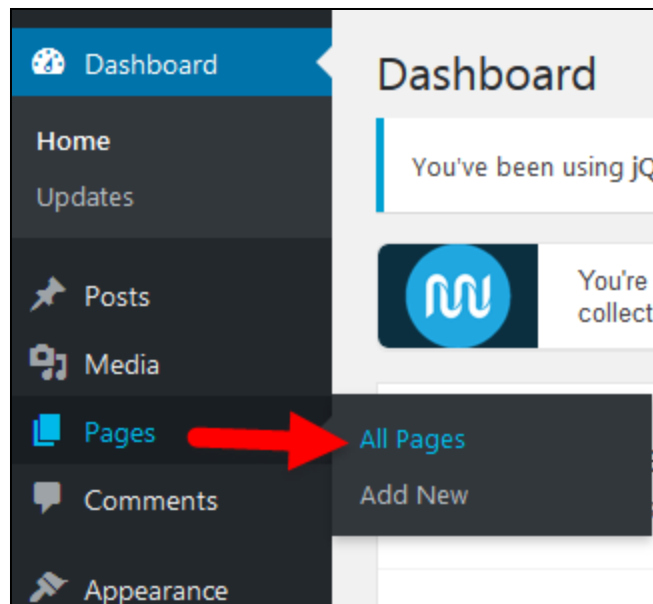 Dashboard
Home
Updates
Posts
Media
Pages
Comments
Appearance
All Pages
Add New
Dashboard
You've been using jQ
You're
collect